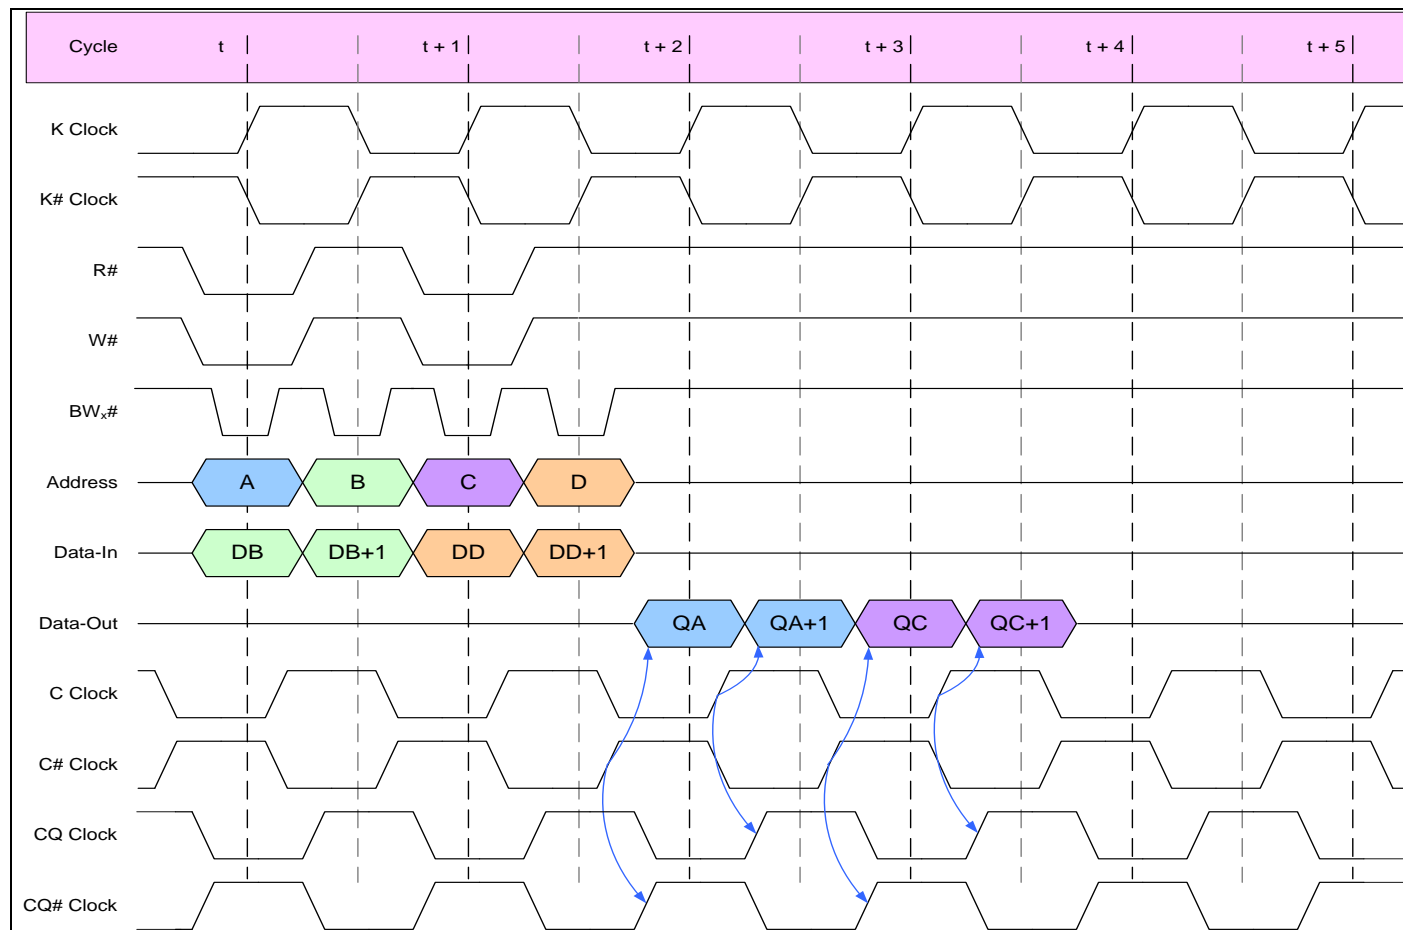 Cycle t t + 1 t + 2 t + 3 t + 4 t + 5
K Clock
K# Clock
R#
W#
BWx#
Address A B C D
Data-In DB DB+1 DD DD+1
Data-Out QA QA+1 QC QC+1
C Clock
C# Clock
CQ Clock
CQ# Clock